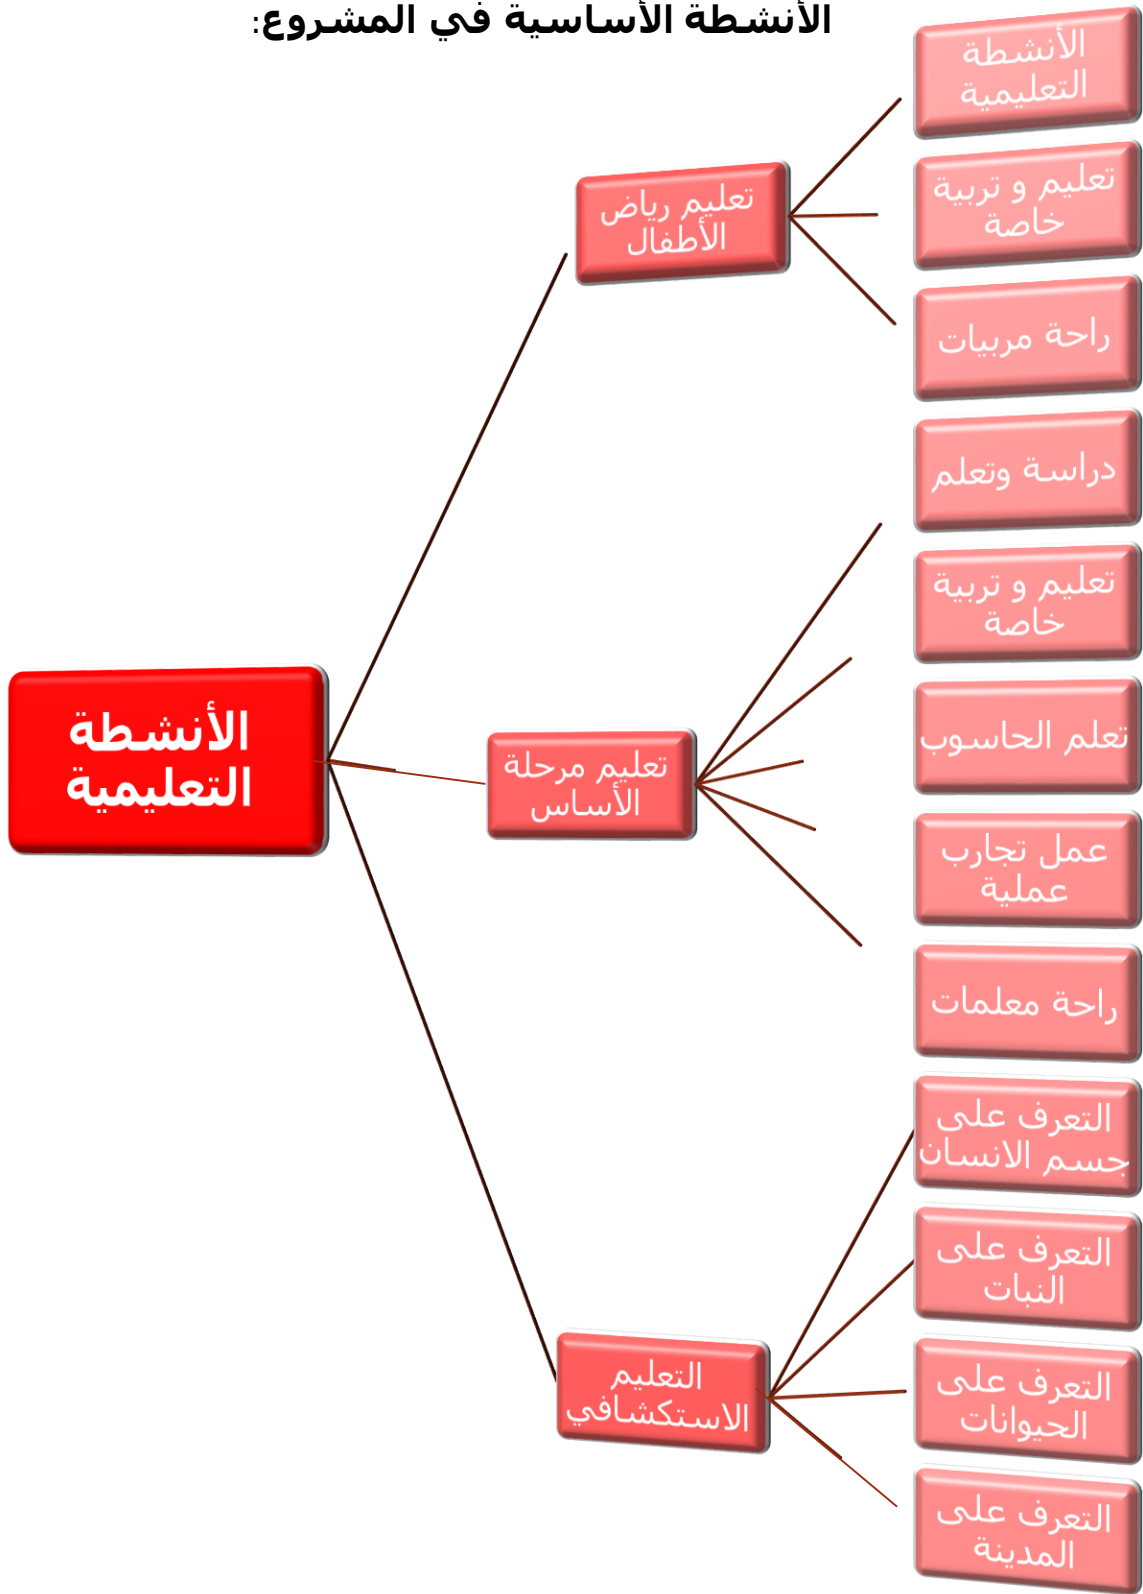 الأنشطة الأساسية في المشروع:
الأنشطة
التعليمية
تعليم رياض
الأطفال
الأنشطة
التعليمية
تعليم و تربية
خاصة
راحة مربيات
تعليم مرحلة
الأساس
دراسة وتعلم
تعليم و تربية
خاصة
تعلم الحاسوب
عمل تجارب
عملية
راحة معلمات
التعليم
الاستكشافي
التعرف على
جسم الانسان
التعرف على
النبات
التعرف على
الحيوانات
التعرف على
المدينة